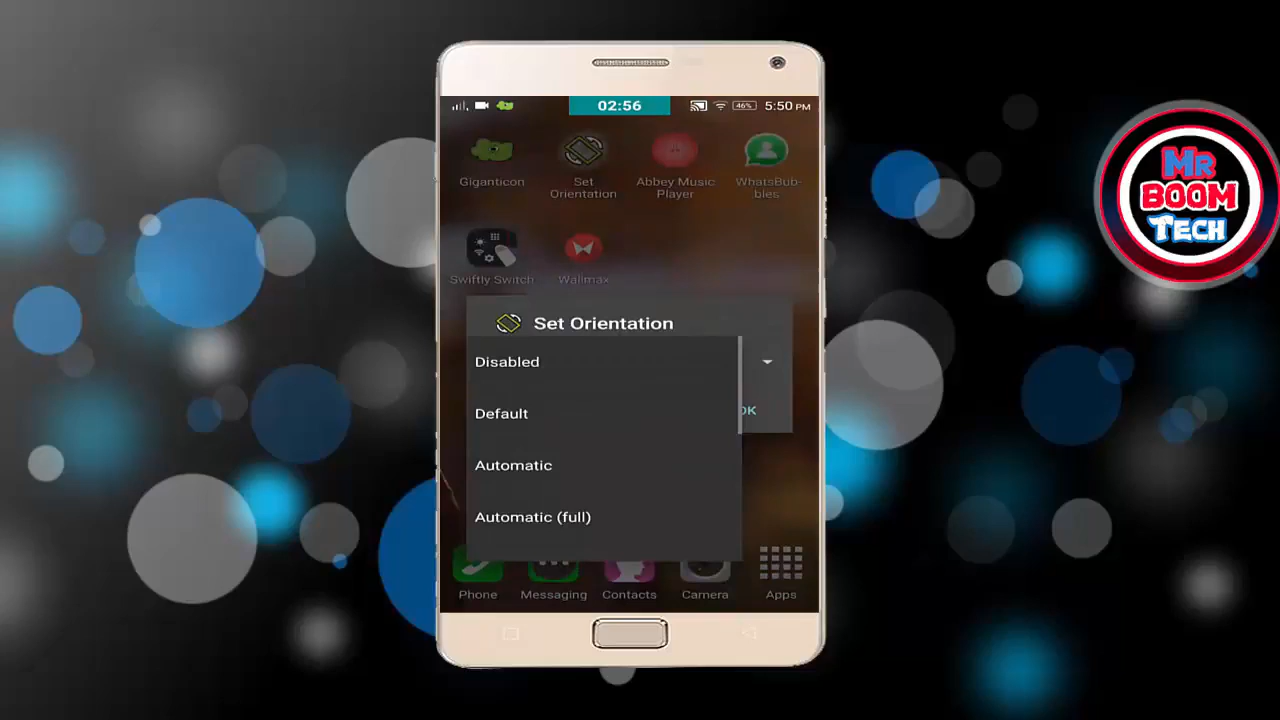 02:56
46%
5:50 PM
Giganticon
Set
Orientation
Abbey Music
Player
WhatsBub-
bles
Swiftly Switch
Wallmax
Set Orientation
Disabled
Default
OK
Automatic
Automatic (full)
Phone
Messaging
Contacts
Camera
Apps
MR
BOOM
TECH